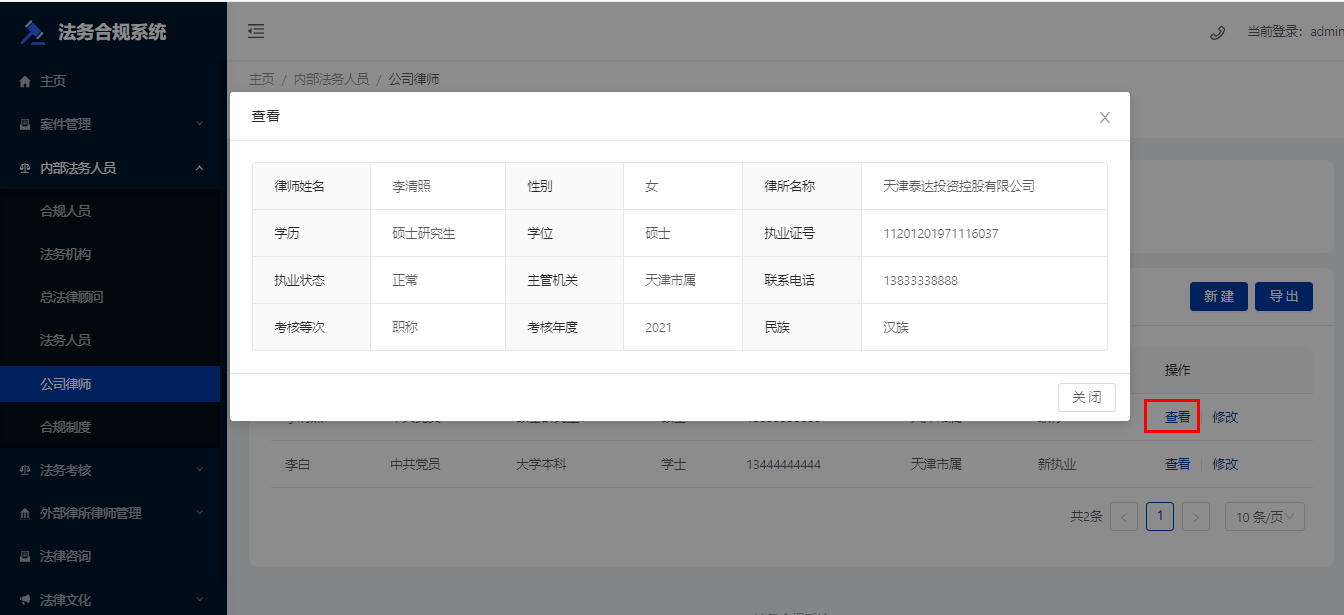 法务合规系统
当前登录：admin
主页
主页 / 内部法务人员 / 公司律师
案件管理
内部法务人员
合规人员
法务机构
总法律顾问
法务人员
公司律师
合规制度
法务考核
外部律所律师管理
法律咨询
法律文化
查看
律师姓名 李清照 性别 女 律所名称 天津泰达投资控股有限公司
学历 硕士研究生 学位 硕士 执业证号 11201201971116037
执业状态 正常 主管机关 天津市属 联系电话 13833338888
考核等次 职称 考核年度 2021 民族 汉族
关 闭
新 建 导 出
操作
查看 修改
李白 中共党员 大学本科 学士 13444444444 天津市属 新执业 查看 修改
共2条 < 1 > 10 条/页